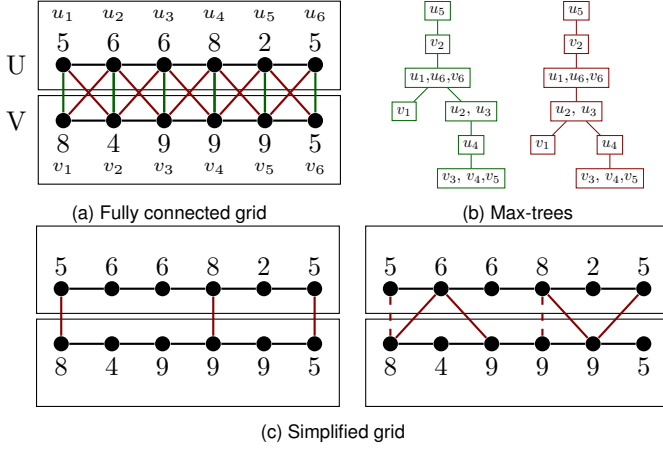 u1 u2 u3 u4 u5 u6
5 6 6 8 2 5
U
V
8 4 9 9 9 5
v1 v2 v3 v4 v5 v6
(a) Fully connected grid
u5
v2
u1,u6,v6
v1
u2, u3
u4
v3, v4,v5
u5
v2
u1,u6,v6
u2, u3
v1
u4
v3, v4,v5
(b) Max-trees
5 6 6 8 2 5
8 4 9 9 9 5
5 6 6 8 2 5
8 4 9 9 9 5
(c) Simplified grid